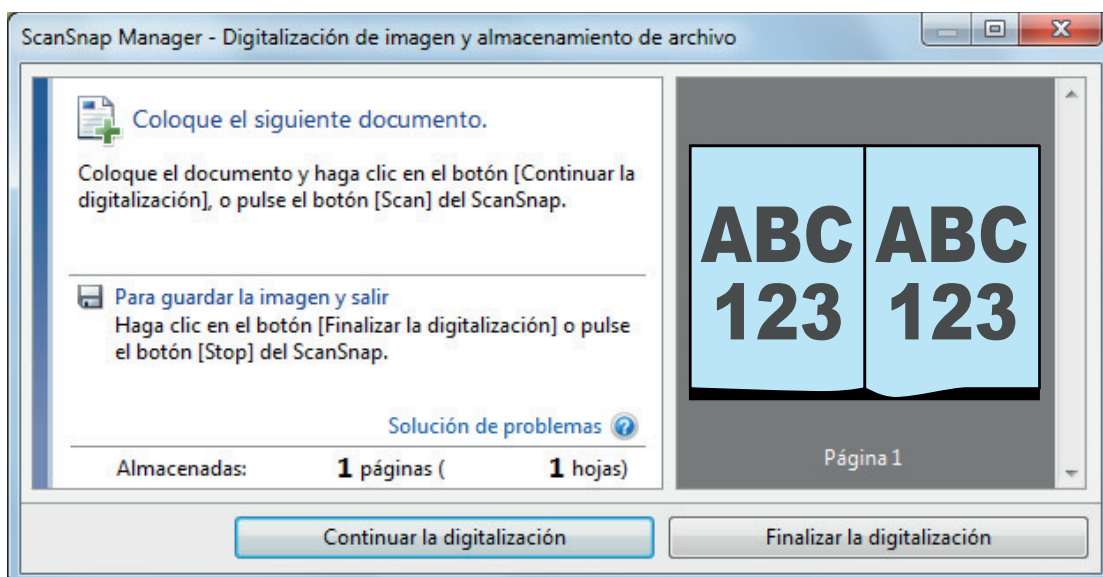 ScanSnap Manager - Digitalización de imagen y almacenamiento de archivo
Coloque el siguiente documento.
Coloque el documento y haga clic en el botón [Continuar la
digitalización], o pulse el botón [Scan] del ScanSnap.
Para guardar la imagen y salir
Haga clic en el botón [Finalizar la digitalización] o pulse
el botón [Stop] del ScanSnap.
Solución de problemas
Almacenadas: 1 páginas ( 1 hojas)
ABC ABC
123 123
Página 1
Continuar la digitalización Finalizar la digitalización